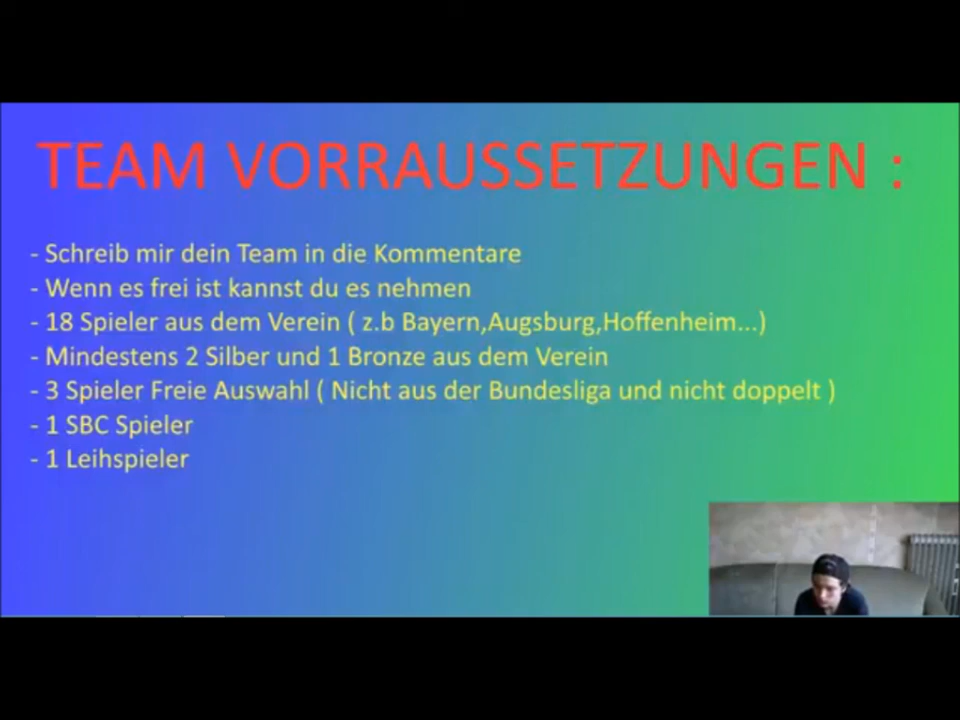 TEAM VORRAUSSETZUNGEN :
- Schreib mir dein Team in die Kommentare
- Wenn es frei ist kannst du es nehmen
- 18 Spieler aus dem Verein ( z.b Bayern,Augsburg,Hoffenheim...)
- Mindestens 2 Silber und 1 Bronze aus dem Verein
- 3 Spieler Freie Auswahl ( Nicht aus der Bundesliga und nicht doppelt )
- 1 SBC Spieler
- 1 Leihspieler